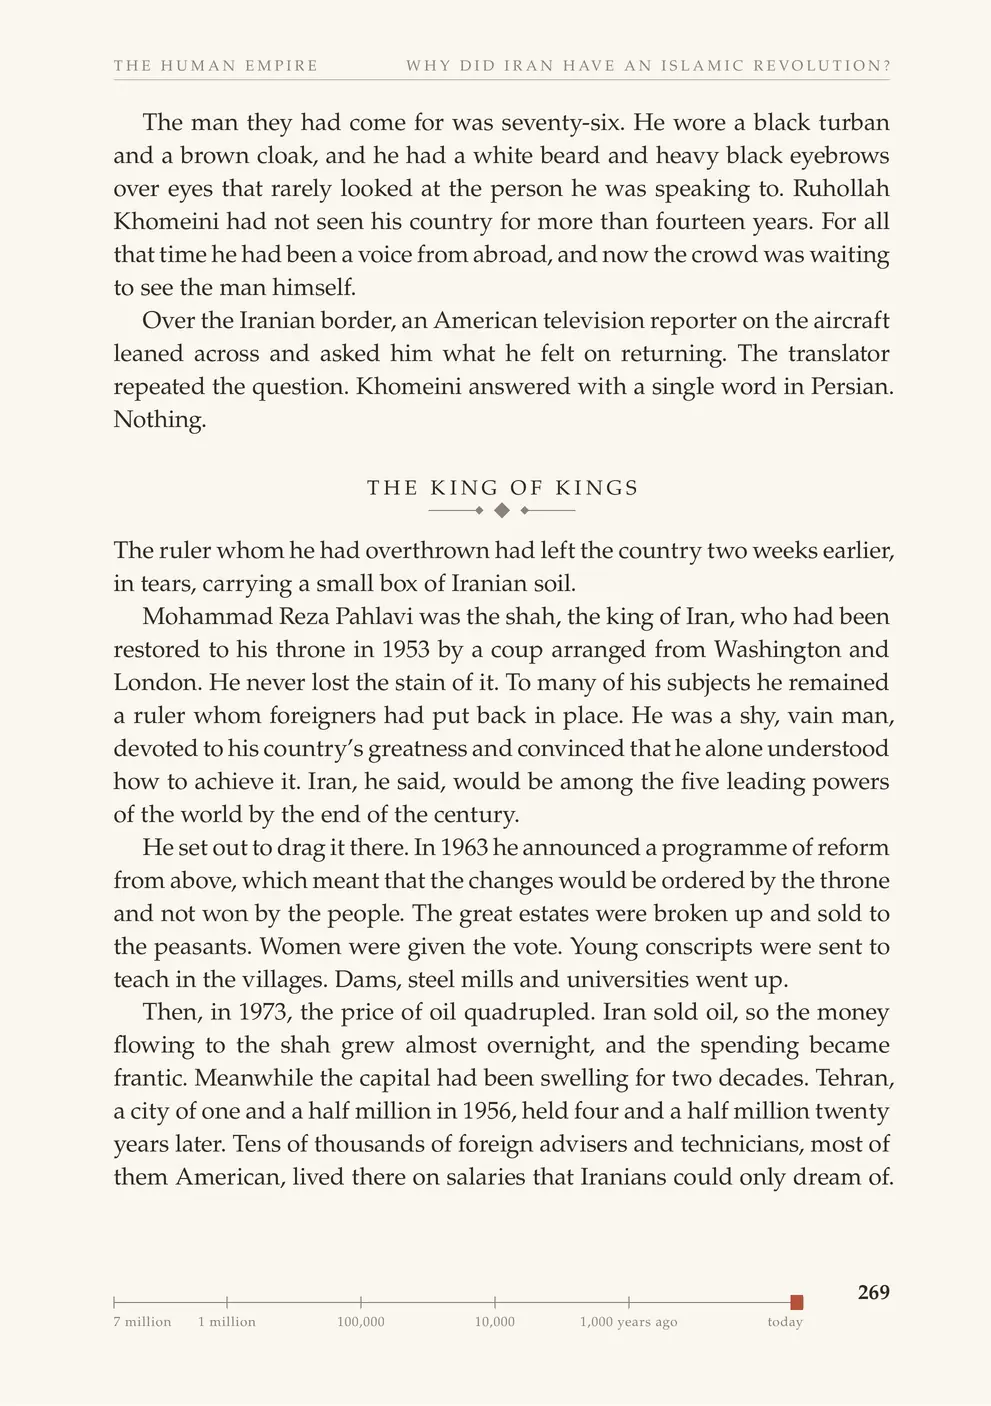 THE HUMAN EMPIRE
WHY DID IRAN HAVE AN ISLAMIC REVOLUTION?
The man they had come for was seventy-six. He wore a black turban
and a brown cloak, and he had a white beard and heavy black eyebrows
over eyes that rarely looked at the person he was speaking to. Ruhollah
Khomeini had not seen his country for more than fourteen years. For all
that time he had been a voice from abroad, and now the crowd was waiting
to see the man himself.
Over the Iranian border, an American television reporter on the aircraft
leaned across and asked him what he felt on returning. The translator
repeated the question. Khomeini answered with a single word in Persian.
Nothing.
THE KING OF KINGS
The ruler whom he had overthrown had left the country two weeks earlier,
in tears, carrying a small box of Iranian soil.
Mohammad Reza Pahlavi was the shah, the king of Iran, who had been
restored to his throne in 1953 by a coup arranged from Washington and
London. He never lost the stain of it. To many of his subjects he remained
a ruler whom foreigners had put back in place. He was a shy, vain man,
devoted to his country’s greatness and convinced that he alone understood
how to achieve it. Iran, he said, would be among the five leading powers
of the world by the end of the century.
He set out to drag it there. In 1963 he announced a programme of reform
from above, which meant that the changes would be ordered by the throne
and not won by the people. The great estates were broken up and sold to
the peasants. Women were given the vote. Young conscripts were sent to
teach in the villages. Dams, steel mills and universities went up.
Then, in 1973, the price of oil quadrupled. Iran sold oil, so the money
flowing to the shah grew almost overnight, and the spending became
frantic. Meanwhile the capital had been swelling for two decades. Tehran,
a city of one and a half million in 1956, held four and a half million twenty
years later. Tens of thousands of foreign advisers and technicians, most of
them American, lived there on salaries that Iranians could only dream of.
269
7 million 1 million 100,000 10,000 1,000 years ago today